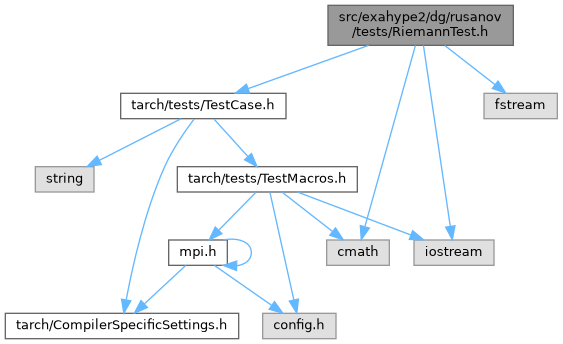 src/exahype2/dg/rusanov
/tests/RiemannTest.h
tarch/tests/TestCase.h
fstream
string
tarch/tests/TestMacros.h
mpi.h
cmath
iostream
tarch/CompilerSpecificSettings.h
config.h